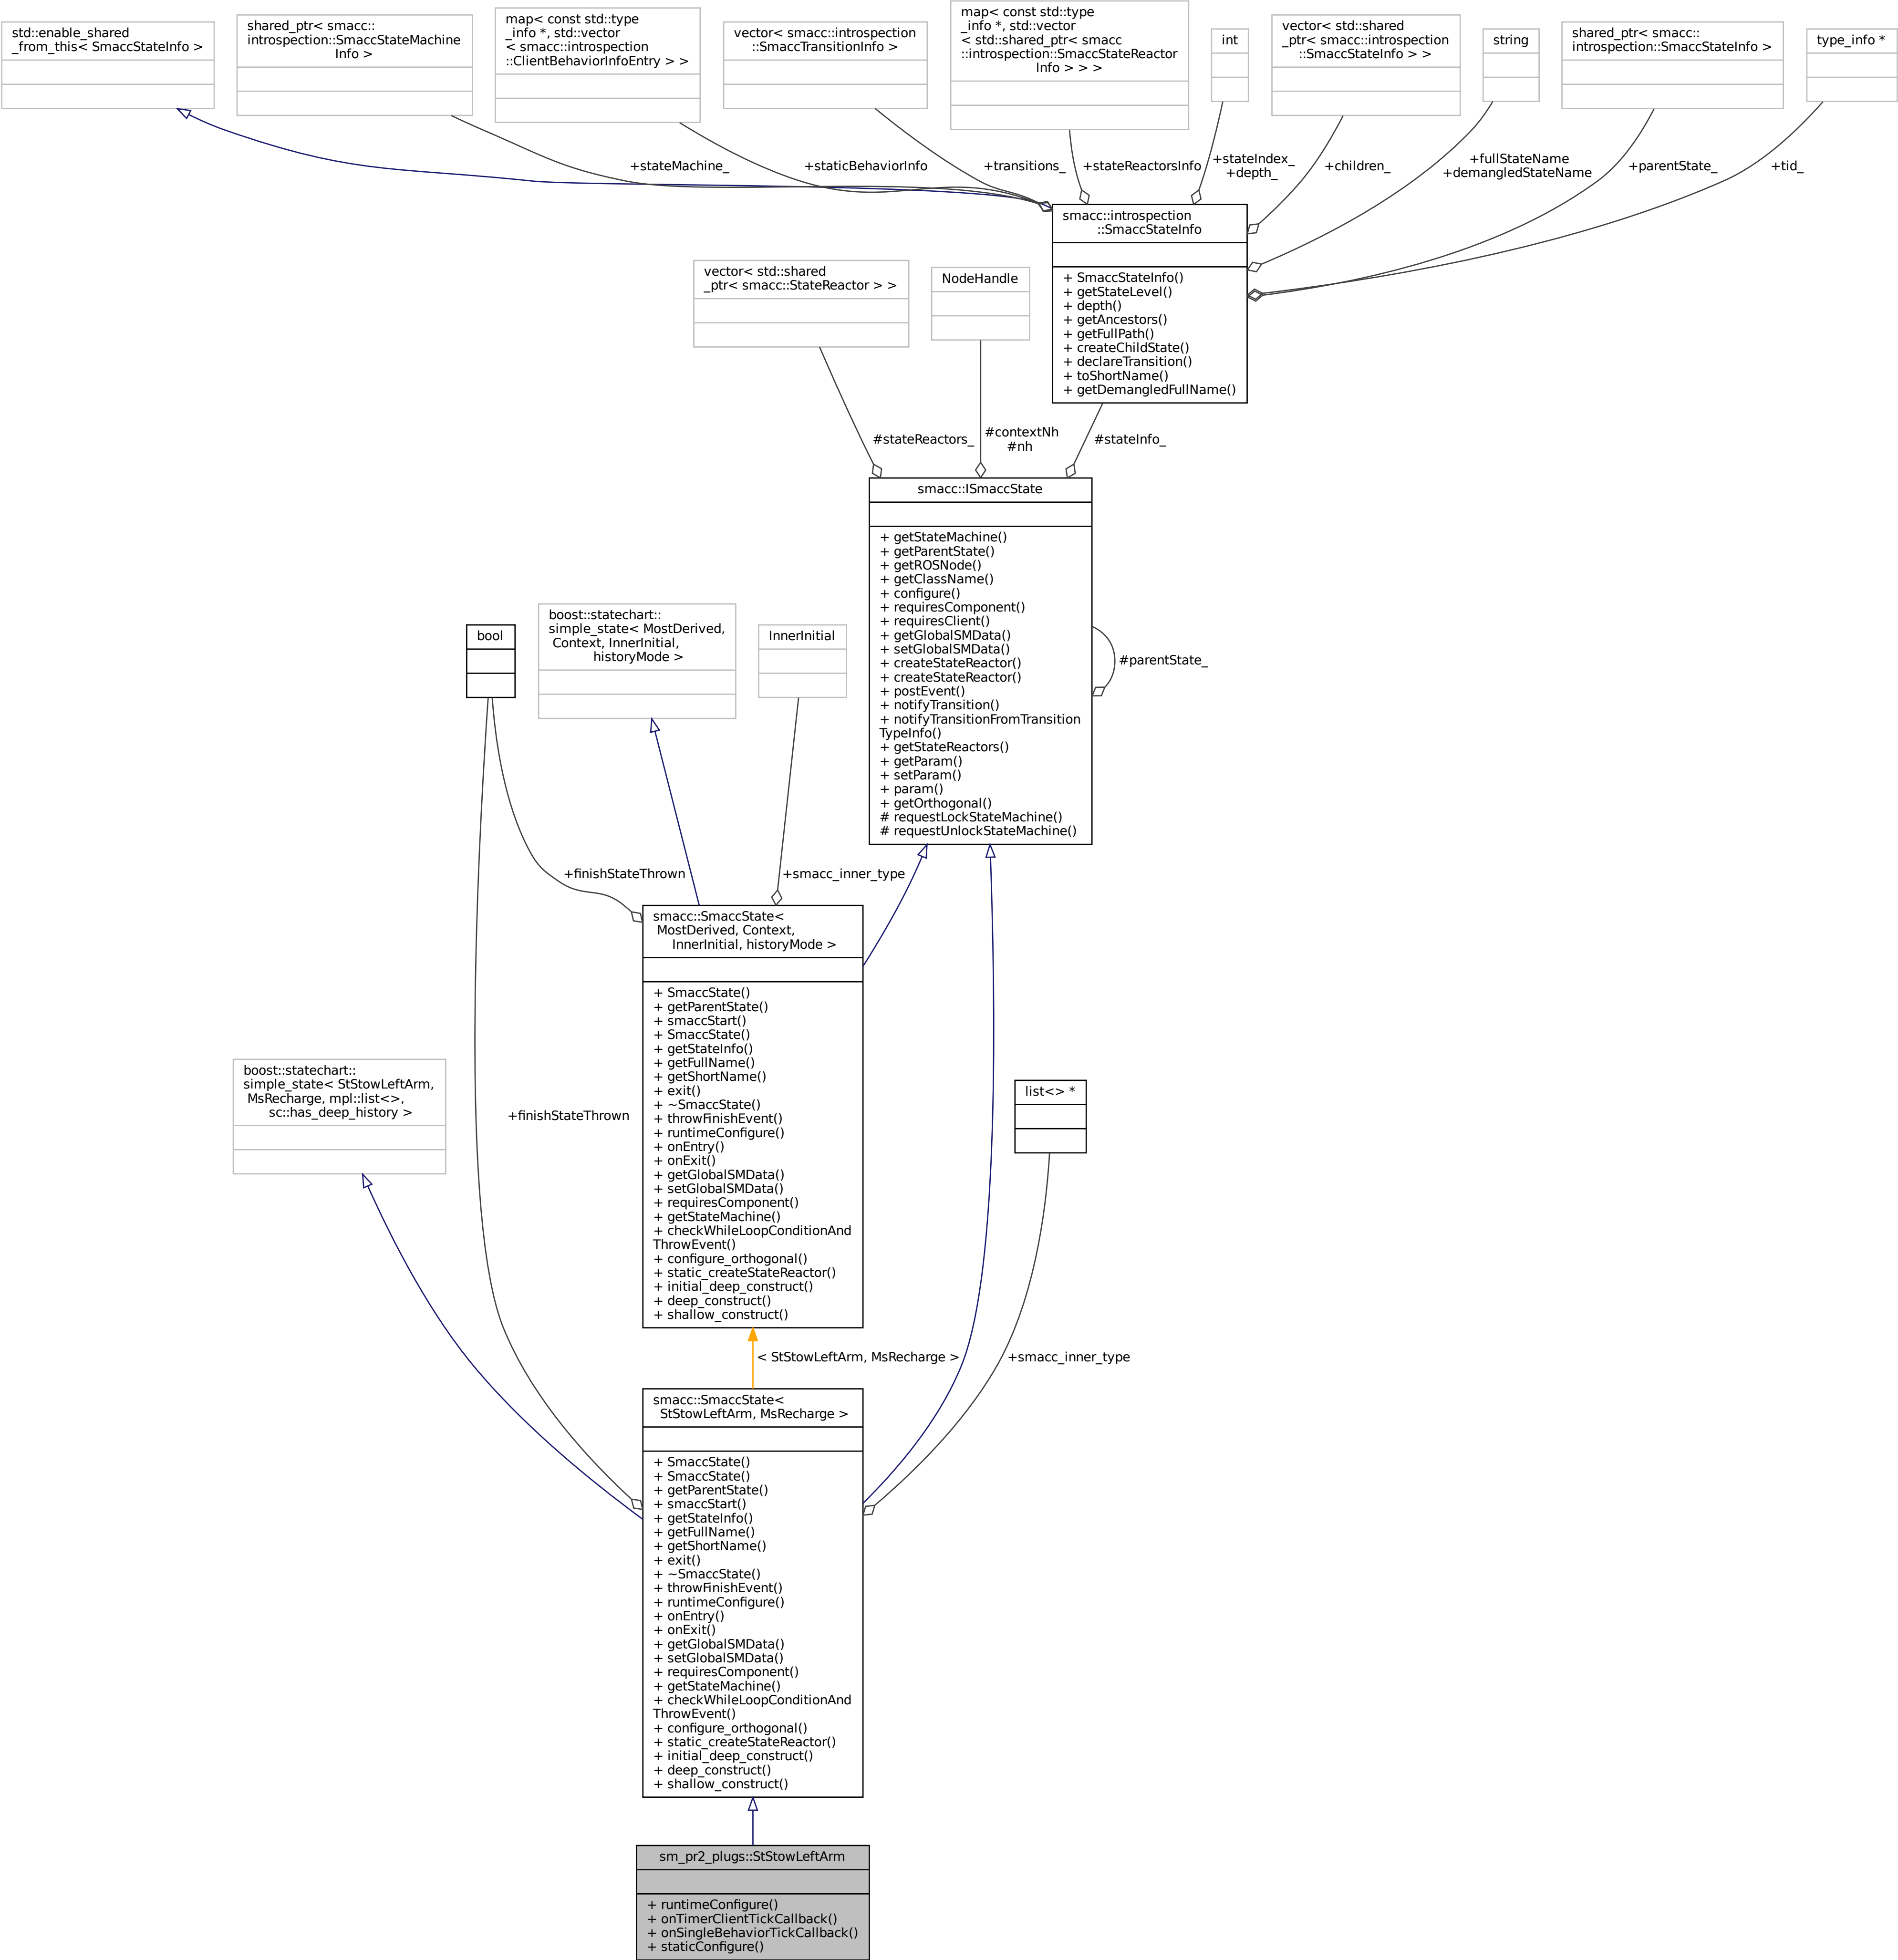 std::enable_shared
_from_this< SmaccStateInfo >
shared_ptr< smacc::
introspection::SmaccStateMachine
Info >
map< const std::type
_info *, std::vector
< smacc::introspection
::ClientBehaviorInfoEntry > >
vector< smacc::introspection
::SmaccTransitionInfo >
map< const std::type
_info *, std::vector
< std::shared_ptr< smacc
::introspection::SmaccStateReactor
Info > > >
int
vector< std::shared
_ptr< smacc::introspection
::SmaccStateInfo > >
string
shared_ptr< smacc::
introspection::SmaccStateInfo >
type_info *
+stateMachine_
+staticBehaviorInfo
+transitions_
+stateReactorsInfo
+stateIndex_
+depth_
+children_
+fullStateName
+demangledStateName
+parentState_
+tid_
smacc::introspection
::SmaccStateInfo
+ SmaccStateInfo()
+ getStateLevel()
+ depth()
+ getAncestors()
+ getFullPath()
+ createChildState()
+ declareTransition()
+ toShortName()
+ getDemangledFullName()
vector< std::shared
_ptr< smacc::StateReactor > >
NodeHandle
#stateReactors_
#contextNh
#nh
#stateInfo_
smacc::ISmaccState
+ getStateMachine()
+ getParentState()
+ getROSNode()
+ getClassName()
+ configure()
+ requiresComponent()
+ requiresClient()
+ getGlobalSMData()
+ setGlobalSMData()
+ createStateReactor()
+ createStateReactor()
+ postEvent()
+ notifyTransition()
+ notifyTransitionFromTransition
TypeInfo()
+ getStateReactors()
+ getParam()
+ setParam()
+ param()
+ getOrthogonal()
# requestLockStateMachine()
# requestUnlockStateMachine()
#parentState_
bool
boost::statechart::
simple_state< MostDerived,
Context, InnerInitial,
historyMode >
InnerInitial
+finishStateThrown
+smacc_inner_type
smacc::SmaccState<
MostDerived, Context,
InnerInitial, historyMode >
+ SmaccState()
+ getParentState()
+ smaccStart()
+ SmaccState()
+ getStateInfo()
+ getFullName()
+ getShortName()
+ exit()
+ ~SmaccState()
+ throwFinishEvent()
+ runtimeConfigure()
+ onEntry()
+ onExit()
+ getGlobalSMData()
+ setGlobalSMData()
+ requiresComponent()
+ getStateMachine()
+ checkWhileLoopConditionAnd
ThrowEvent()
+ configure_orthogonal()
+ static_createStateReactor()
+ initial_deep_construct()
+ deep_construct()
+ shallow_construct()
boost::statechart::
simple_state< StStowLeftArm,
MsRecharge, mpl::list<>,
sc::has_deep_history >
+finishStateThrown
list<> *
< StStowLeftArm, MsRecharge >
+smacc_inner_type
smacc::SmaccState<
StStowLeftArm, MsRecharge >
+ SmaccState()
+ SmaccState()
+ getParentState()
+ smaccStart()
+ getStateInfo()
+ getFullName()
+ getShortName()
+ exit()
+ ~SmaccState()
+ throwFinishEvent()
+ runtimeConfigure()
+ onEntry()
+ onExit()
+ getGlobalSMData()
+ setGlobalSMData()
+ requiresComponent()
+ getStateMachine()
+ checkWhileLoopConditionAnd
ThrowEvent()
+ configure_orthogonal()
+ static_createStateReactor()
+ initial_deep_construct()
+ deep_construct()
+ shallow_construct()
sm_pr2_plugs::StStowLeftArm
+ runtimeConfigure()
+ onTimerClientTickCallback()
+ onSingleBehaviorTickCallback()
+ staticConfigure()